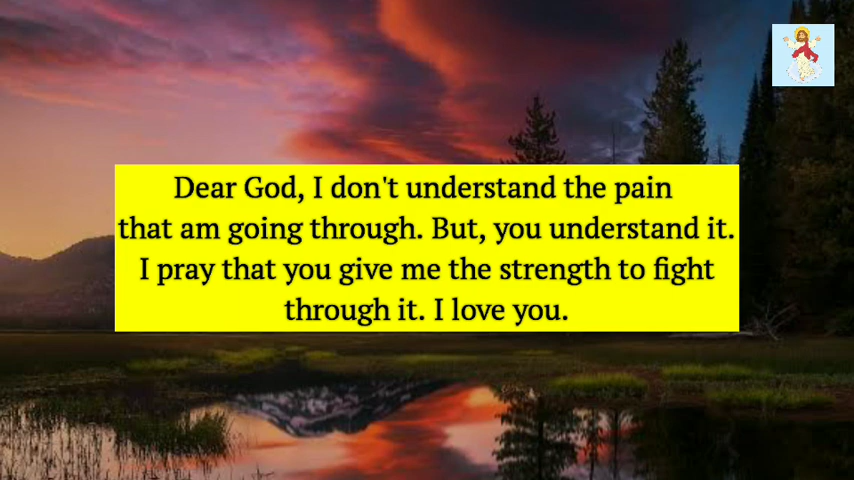 Dear God, I don't understand the pain
that am going through. But, you understand it.
I pray that you give me the strength to fight
through it. I love you.